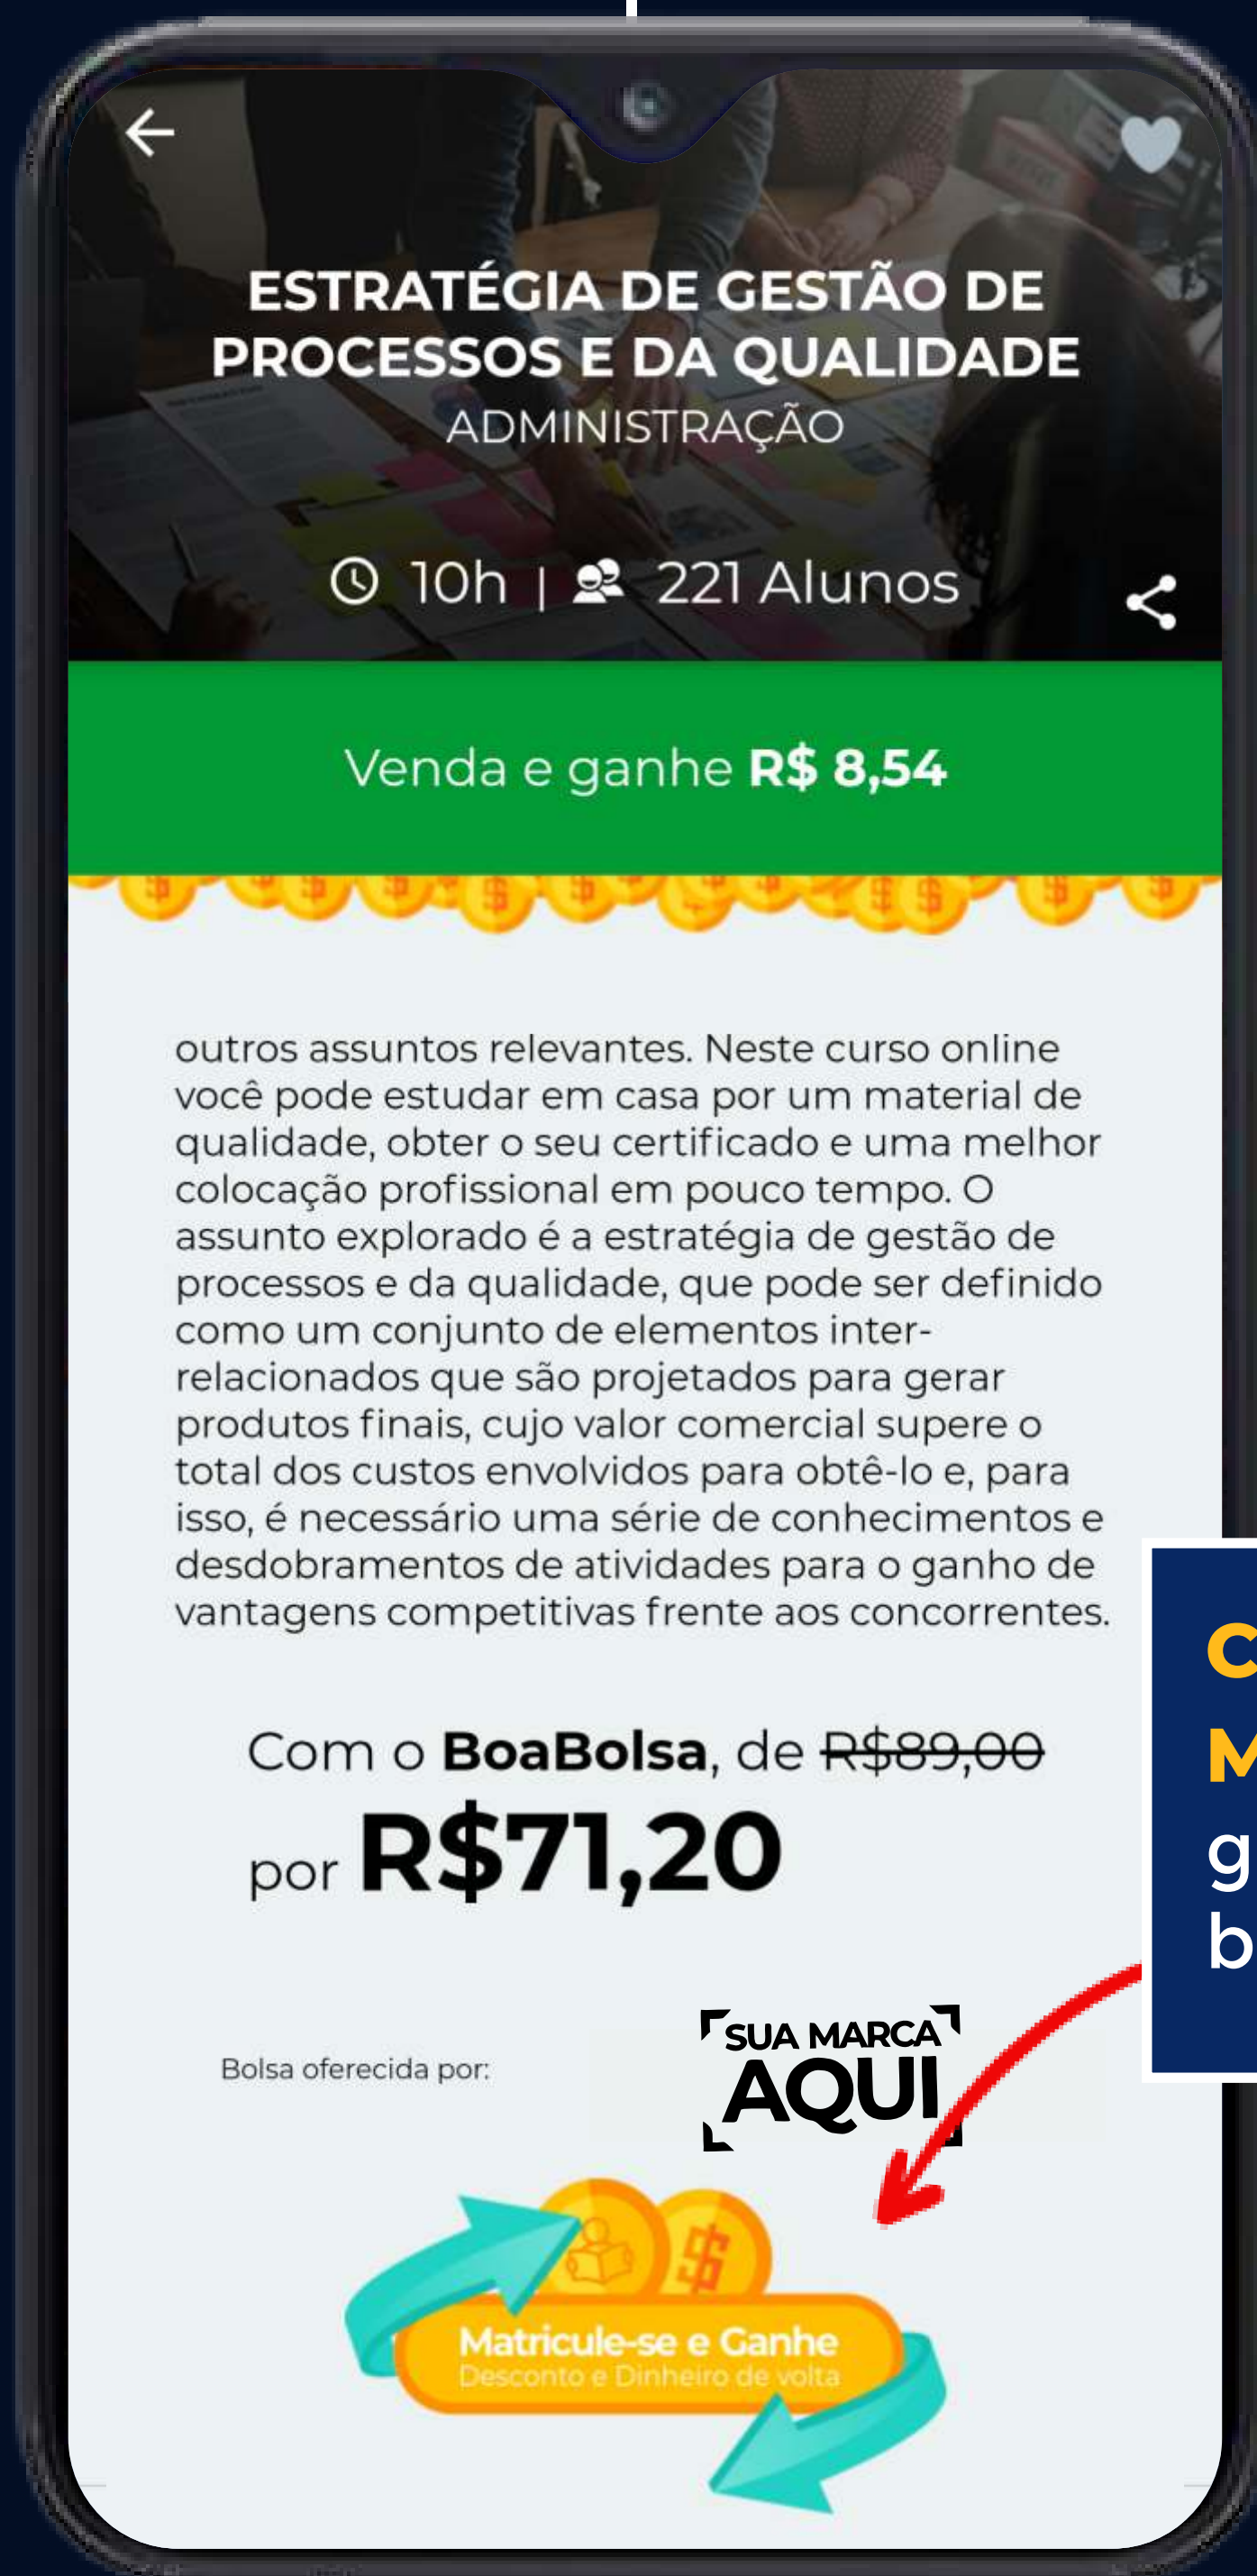 ESTRATÉGIA DE GESTÃO DE
PROCESSOS E DA QUALIDADE
ADMINISTRAÇÃO
10h | 221 Alunos
Venda e ganhe R$ 8,54
outros assuntos relevantes. Neste curso online
você pode estudar em casa por um material de
qualidade, obter o seu certificado e uma melhor
colocação profissional em pouco tempo. O
assunto explorado é a estratégia de gestão de
processos e da qualidade, que pode ser definido
como um conjunto de elementos inter-
relacionados que são projetados para gerar
produtos finais, cujo valor comercial supere o
total dos custos envolvidos para obtê-lo e, para
isso, é necessário uma série de conhecimentos e
desdobramentos de atividades para o ganho de
vantagens competitivas frente aos concorrentes.
Com o BoaBolsa, de R$89,00
por R$71,20
SUA MARCA
AQUI
Bolsa oferecida por:
Matricule-se e Ganhe
Desconto e Dinheiro de volta